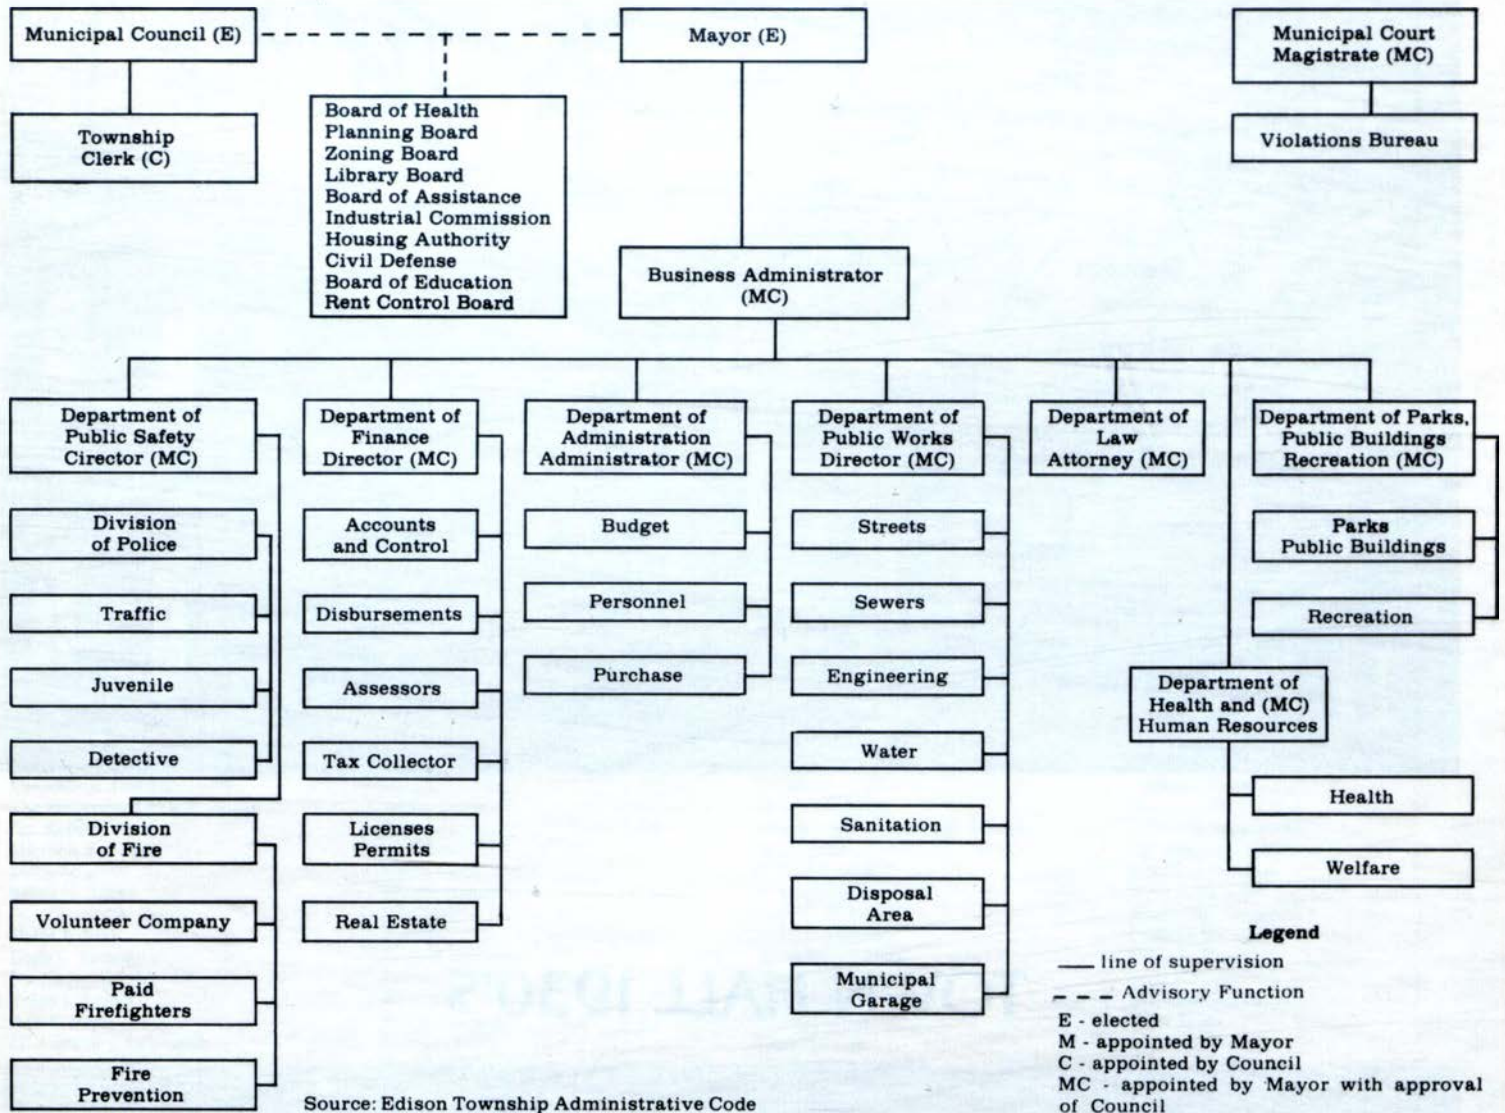 Municipal Council (E)
Mayor (E)
Municipal Court
Magistrate (MC)
Township
Clerk (C)
Board of Health
Planning Board
Zoning Board
Library Board
Board of Assistance
Industrial Commission
Housing Authority
Civil Defense
Board of Education
Rent Control Board
Violations Bureau
Business Administrator
(MC)
Department of
Public Safety
Cirector (MC)
Division
of Police
Traffic
Juvenile
Detective
Division
of Fire
Volunteer Company
Paid
Firefighters
Fire
Prevention
Department of
Finance
Director (MC)
Accounts
and Control
Disbursements
Assessors
Tax Collector
Licenses
Permits
Real Estate
Department of
Administration
Administrator (MC)
Budget
Personnel
Purchase
Department of
Public Works
Director (MC)
Streets
Sewers
Engineering
Water
Sanitation
Disposal
Area
Municipal
Garage
Department of
Law
Attorney (MC)
Department of Parks,
Public Buildings
Recreation (MC)
Parks
Public Buildings
Recreation
Department of
Health and (MC)
Human Resources
Health
Welfare
Legend
line of supervision
Advisory Function
E - elected
M - appointed by Mayor
C - appointed by Council
MC - appointed by Mayor with approval
of Council
Source: Edison Township Administrative Code